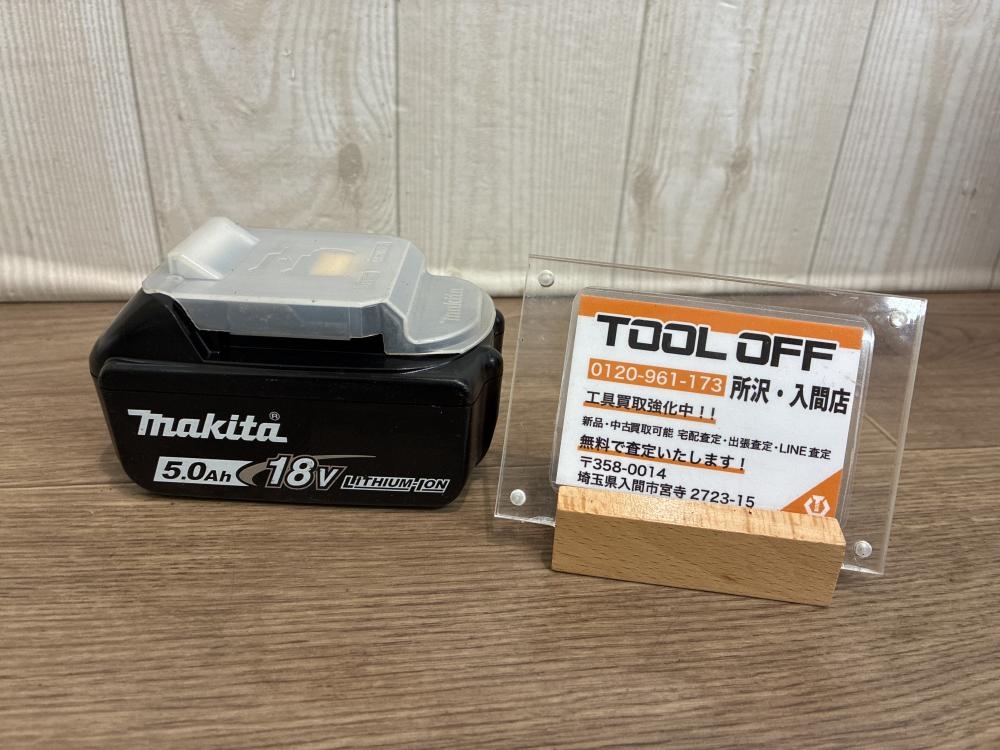 makita
makita®
5.0Ah 18V LITHIUM-ION
TOOL OFF
0120-961-173 所沢・入間店
工具買取強化中!!
新品・中古買取可能 宅配査定・出張査定・LINE査定
無料で査定いたします!
〒358-0014
埼玉県入間市宮寺 2723-15